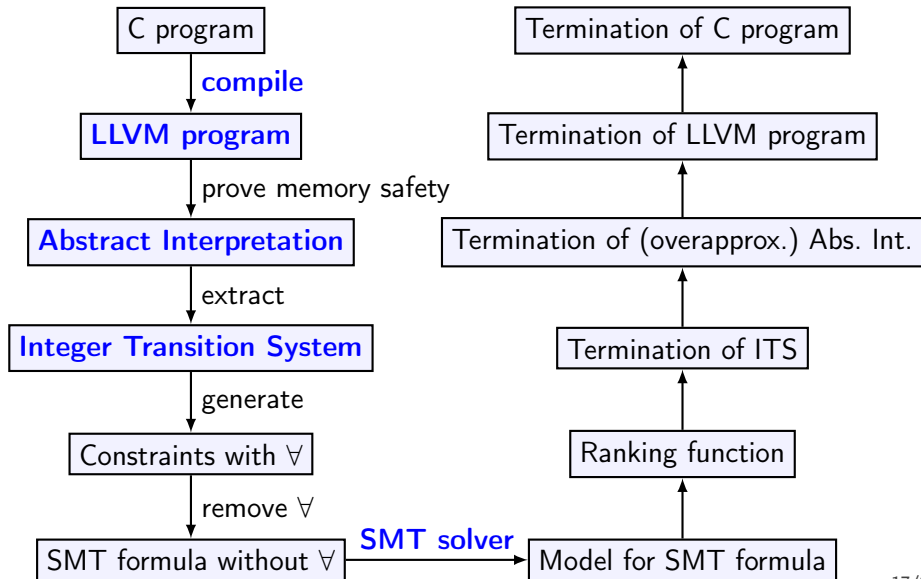 C program
compile
LLVM program
prove memory safety
Abstract Interpretation
extract
Integer Transition System
generate
Constraints with ∀
remove ∀
SMT formula without ∀
SMT solver
Model for SMT formula
Ranking function
Termination of ITS
Termination of (overapprox.) Abs. Int.
Termination of LLVM program
Termination of C program